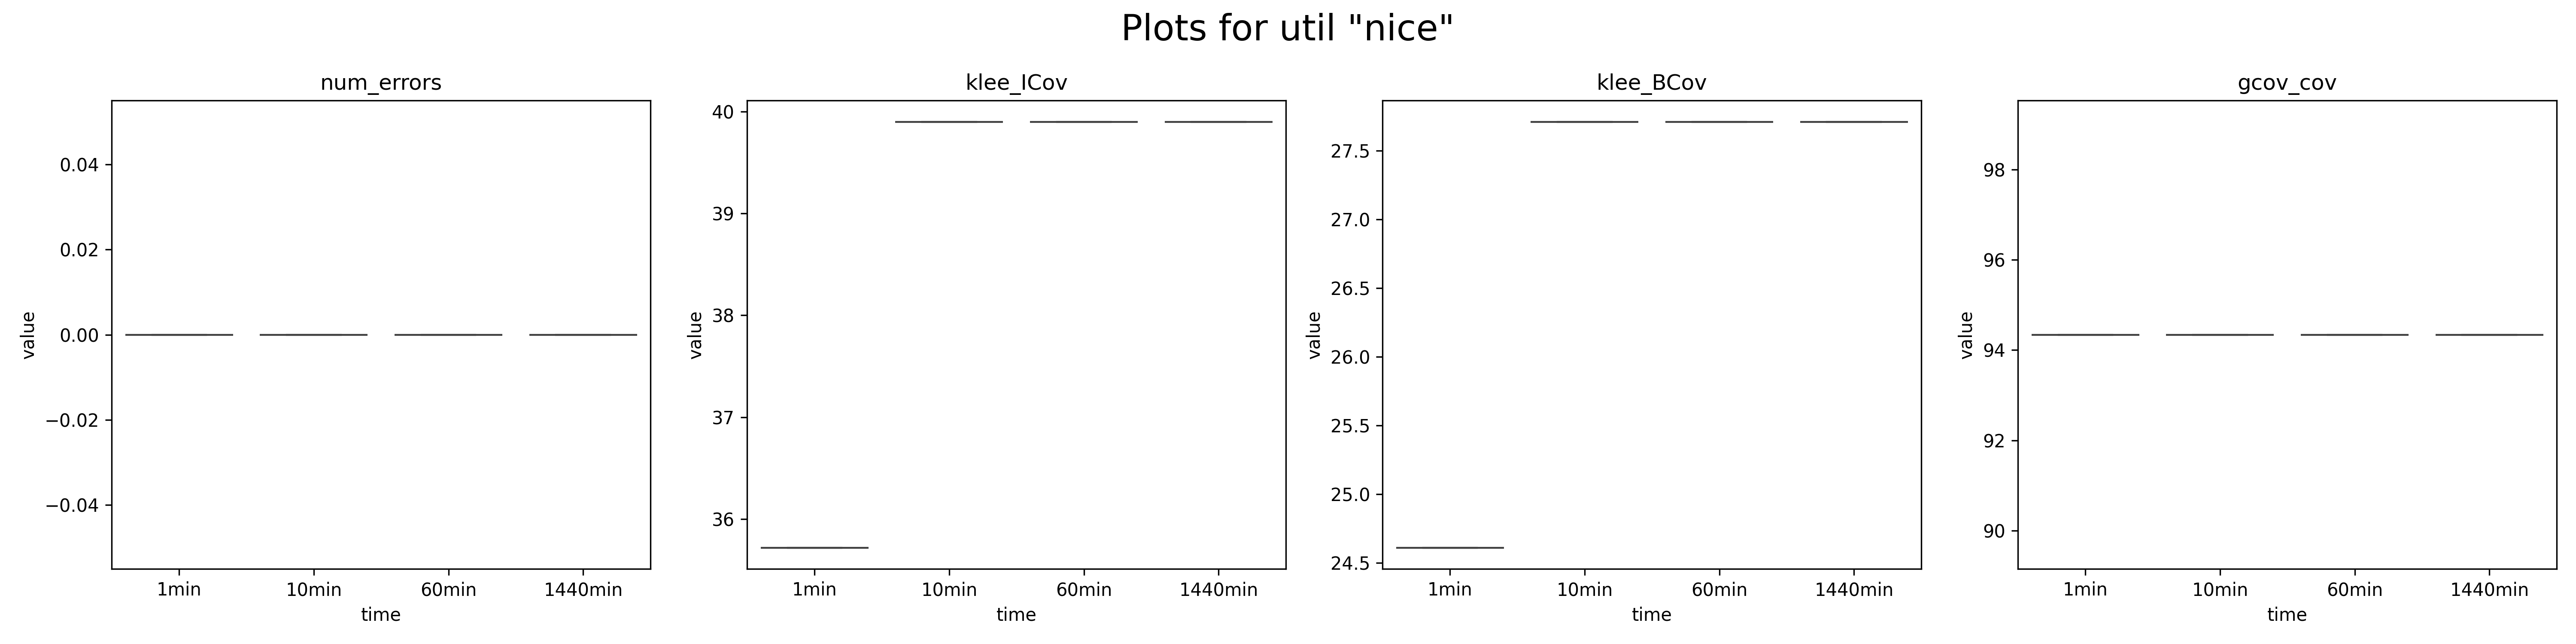 Plots for util "nice"
num_errors
0.04
0.02
0.00
−0.02
−0.04
value
1min 10min 60min 1440min
time
klee_ICov
40
39
38
37
36
value
1min 10min 60min 1440min
time
klee_BCov
27.5
27.0
26.5
26.0
25.5
25.0
24.5
value
1min 10min 60min 1440min
time
gcov_cov
98
96
94
92
90
value
1min 10min 60min 1440min
time